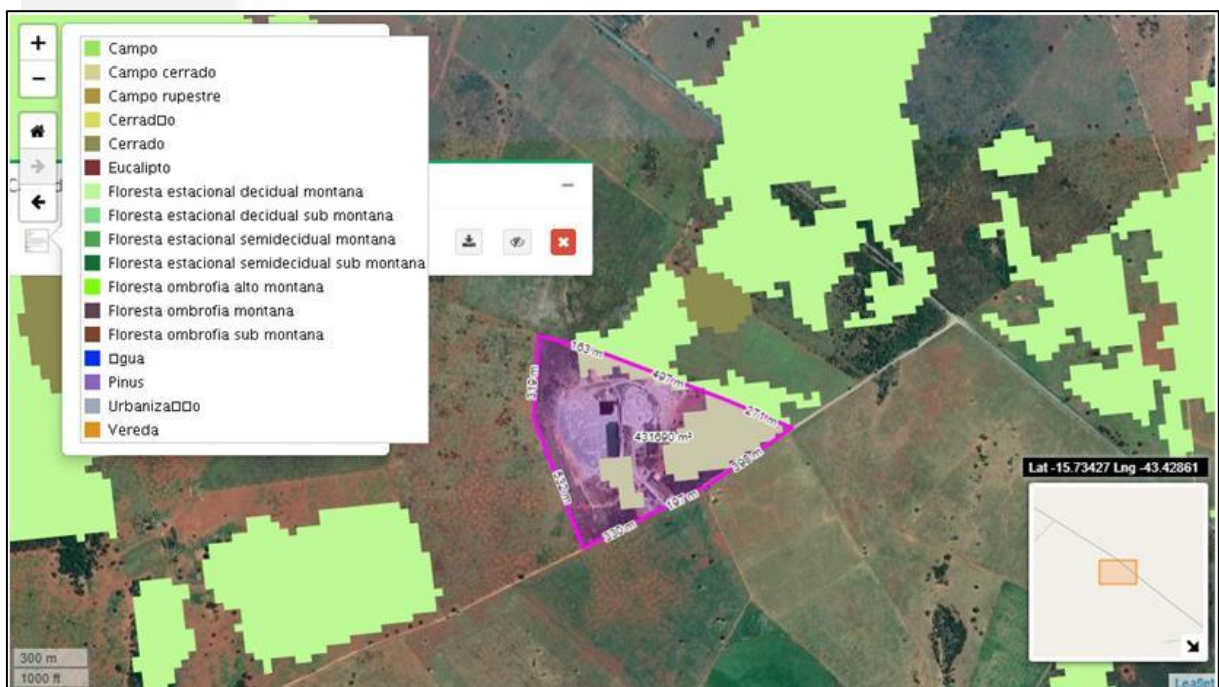 +
−
Campo
Campo cerrado
Campo rupestre
Cerrad□o
Cerrado
Eucalipto
Floresta estacional decidual montana
Floresta estacional decidual sub montana
Floresta estacional semidecidual montana
Floresta estacional semidecidual sub montana
Floresta ombrofia alto montana
Floresta ombrofia montana
Floresta ombrofia sub montana
□gua
Pinus
Urbaniza□□o
Vereda
163 m
497 m
271 m
319 m
431690 m²
532 m
197 m
330 m
Lat -15.73427 Lng -43.42861
300 m
1000 ft
Leaflet